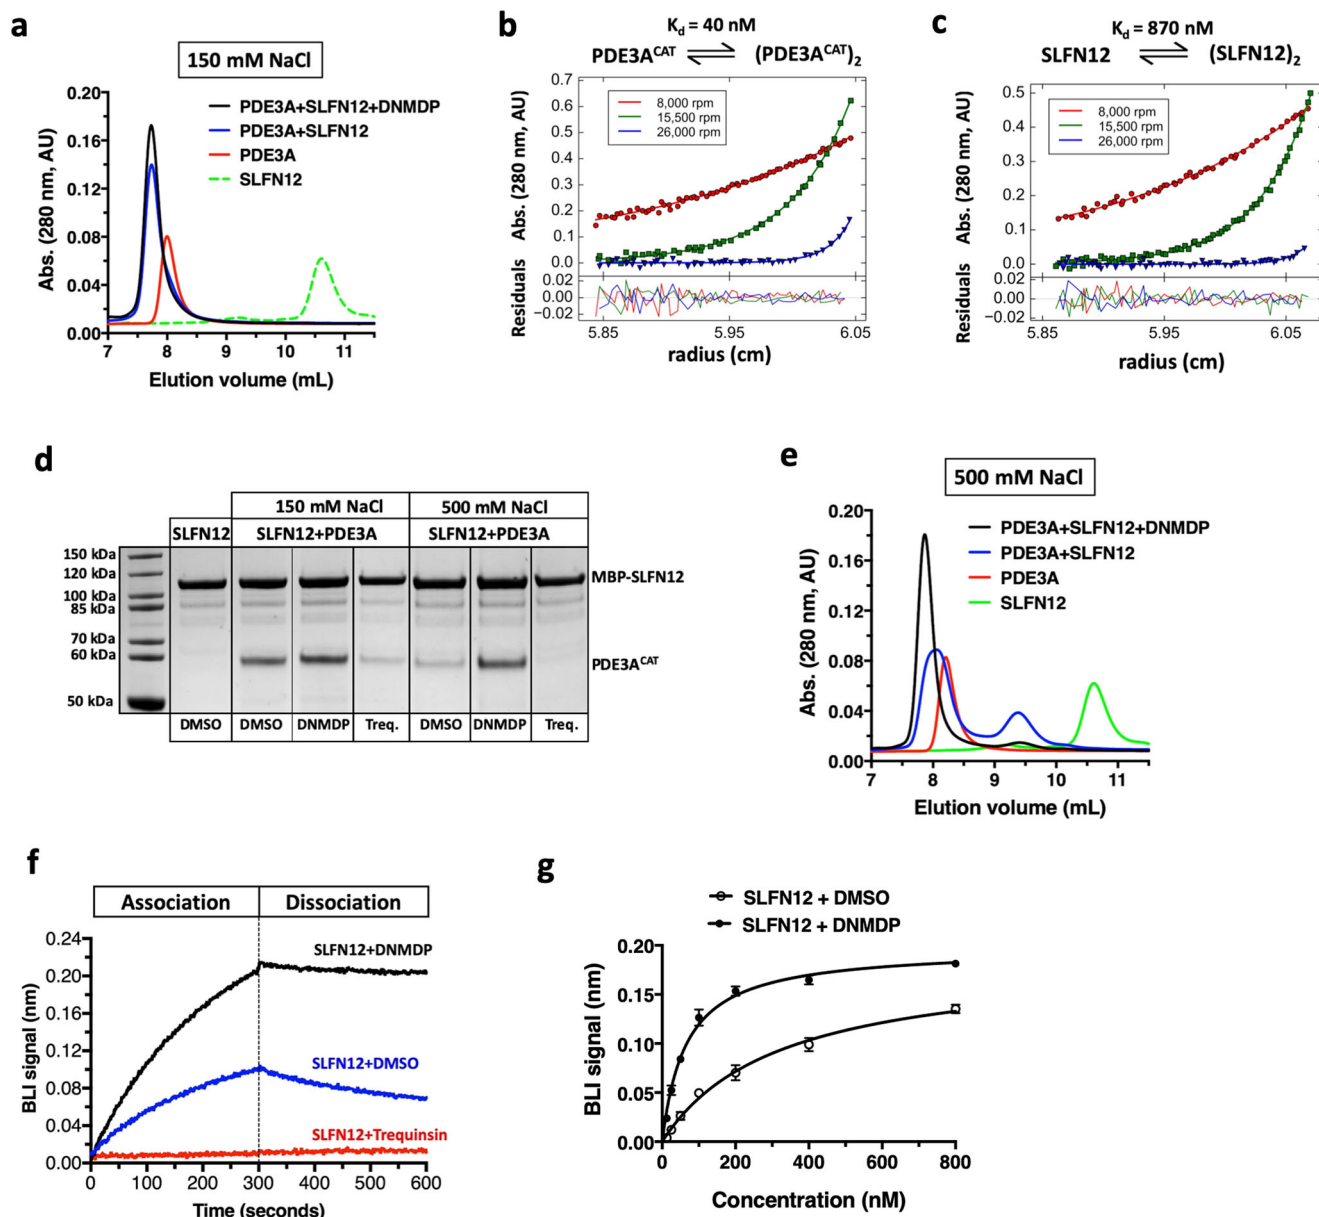 a
150 mM NaCl
PDE3A+SLFN12+DNMDP
PDE3A+SLFN12
PDE3A
SLFN12
Abs. (280 nm, AU)
0.20
0.16
0.12
0.08
0.04
0.00
7 8 9 10 11
Elution volume (mL)
b
Kd = 40 nM
PDE3A^CAT ⇌ (PDE3A^CAT)2
8,000 rpm
15,500 rpm
26,000 rpm
Abs. (280 nm, AU)
0.7
0.6
0.5
0.4
0.3
0.2
0.1
0.0
Residuals
0.02
0.00
−0.02
5.85 5.95 6.05
radius (cm)
c
Kd = 870 nM
SLFN12 ⇌ (SLFN12)2
8,000 rpm
15,500 rpm
26,000 rpm
Abs. (280 nm, AU)
0.5
0.4
0.3
0.2
0.1
0.0
Residuals
0.02
0.00
−0.02
5.85 5.95 6.05
radius (cm)
d
150 mM NaCl 500 mM NaCl
SLFN12 SLFN12+PDE3A SLFN12+PDE3A
150 kDa
120 kDa
100 kDa
85 kDa
70 kDa
60 kDa
50 kDa
MBP-SLFN12
PDE3A^CAT
DMSO DMSO DNMDP Treq. DMSO DNMDP Treq.
e
500 mM NaCl
PDE3A+SLFN12+DNMDP
PDE3A+SLFN12
PDE3A
SLFN12
Abs. (280 nm, AU)
0.20
0.16
0.12
0.08
0.04
0.00
7 8 9 10 11
Elution volume (mL)
f
Association Dissociation
SLFN12+DNMDP
SLFN12+DMSO
SLFN12+Trequinsin
BLI signal (nm)
0.24
0.20
0.16
0.12
0.08
0.04
0.00
0 100 200 300 400 500 600
Time (seconds)
g
SLFN12 + DMSO
SLFN12 + DNMDP
BLI signal (nm)
0.20
0.15
0.10
0.05
0.00
0 200 400 600 800
Concentration (nM)